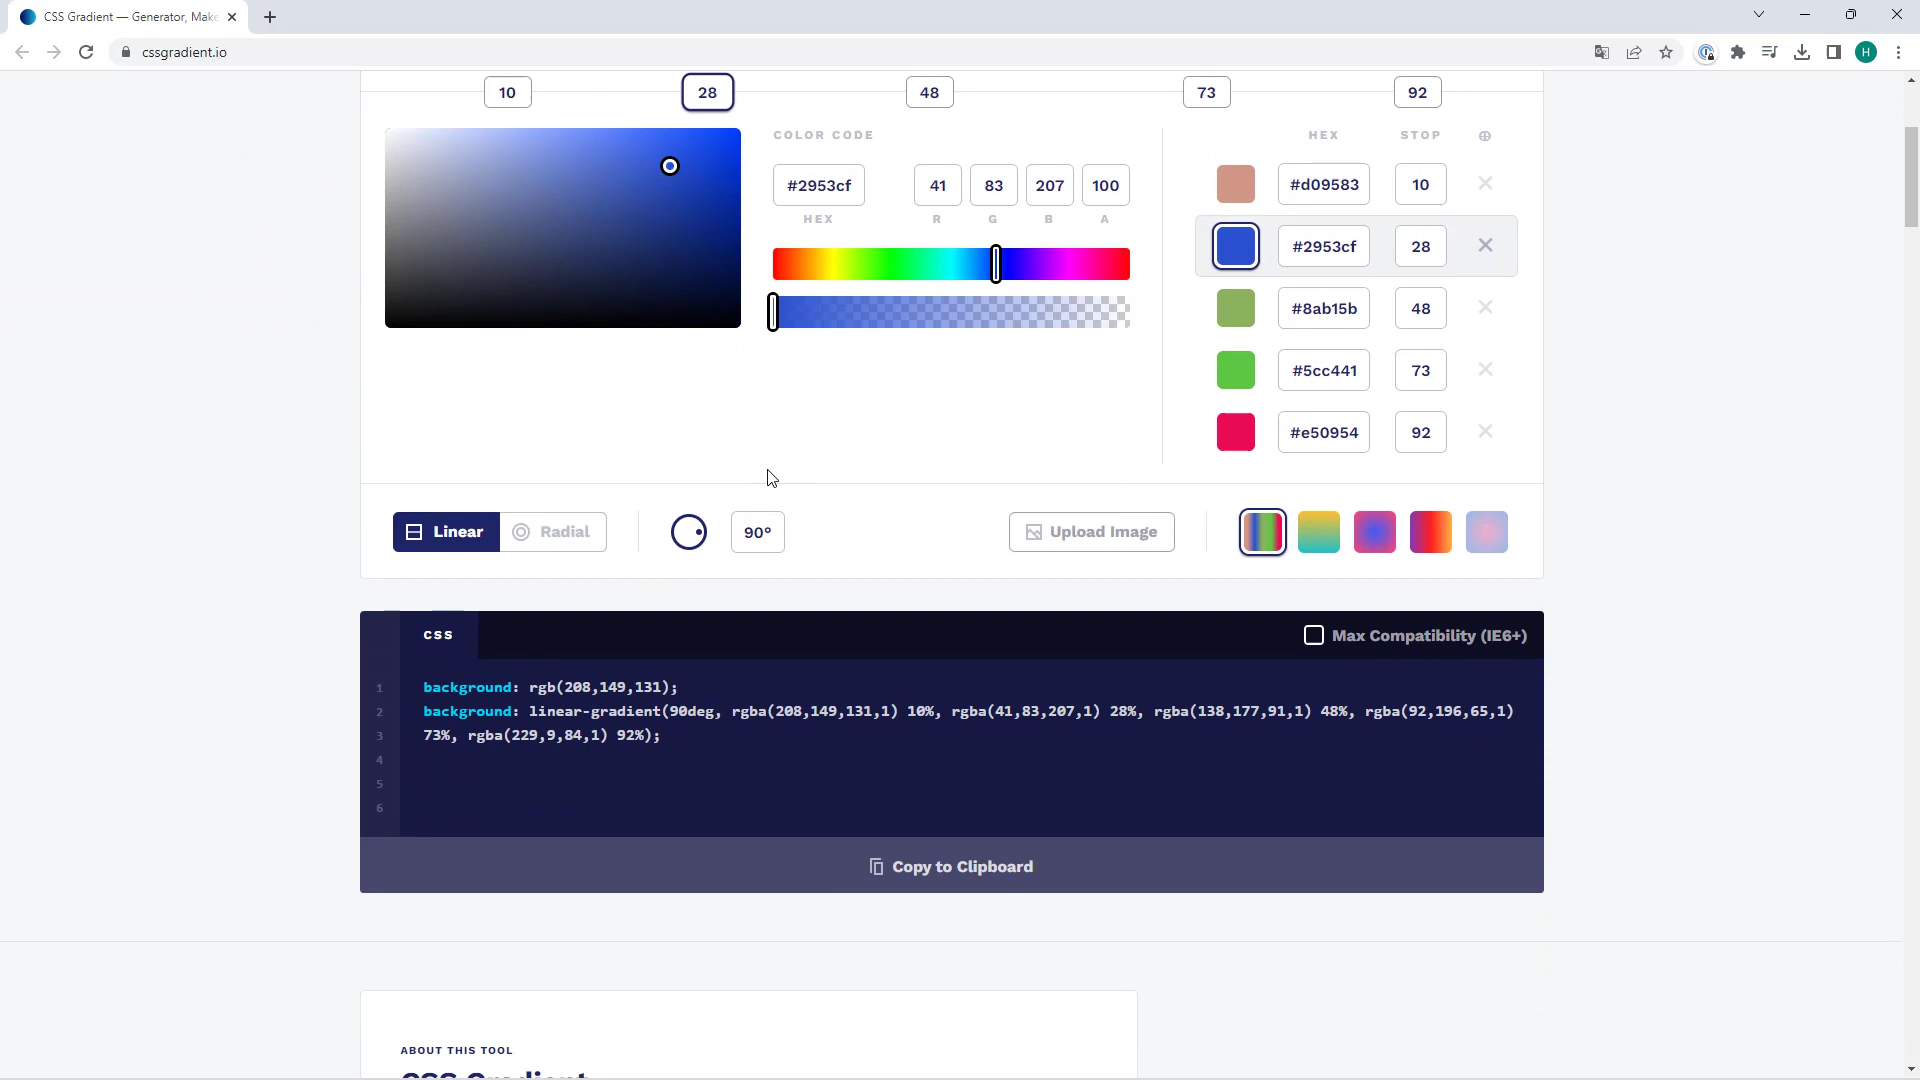 CSS Gradient — Generator, Make
cssgradient.io
H
10 28 48 73 92
COLOR CODE
#2953cf 41 83 207 100
HEX R G B A
HEX STOP
#d09583 10
#2953cf 28
#8ab15b 48
#5cc441 73
#e50954 92
Linear Radial 90° Upload Image
CSS
Max Compatibility (IE6+)
1 background: rgb(208,149,131);
2 background: linear-gradient(90deg, rgba(208,149,131,1) 10%, rgba(41,83,207,1) 28%, rgba(138,177,91,1) 48%, rgba(92,196,65,1)
3 73%, rgba(229,9,84,1) 92%);
4
5
6
Copy to Clipboard
ABOUT THIS TOOL
CSS Gradient